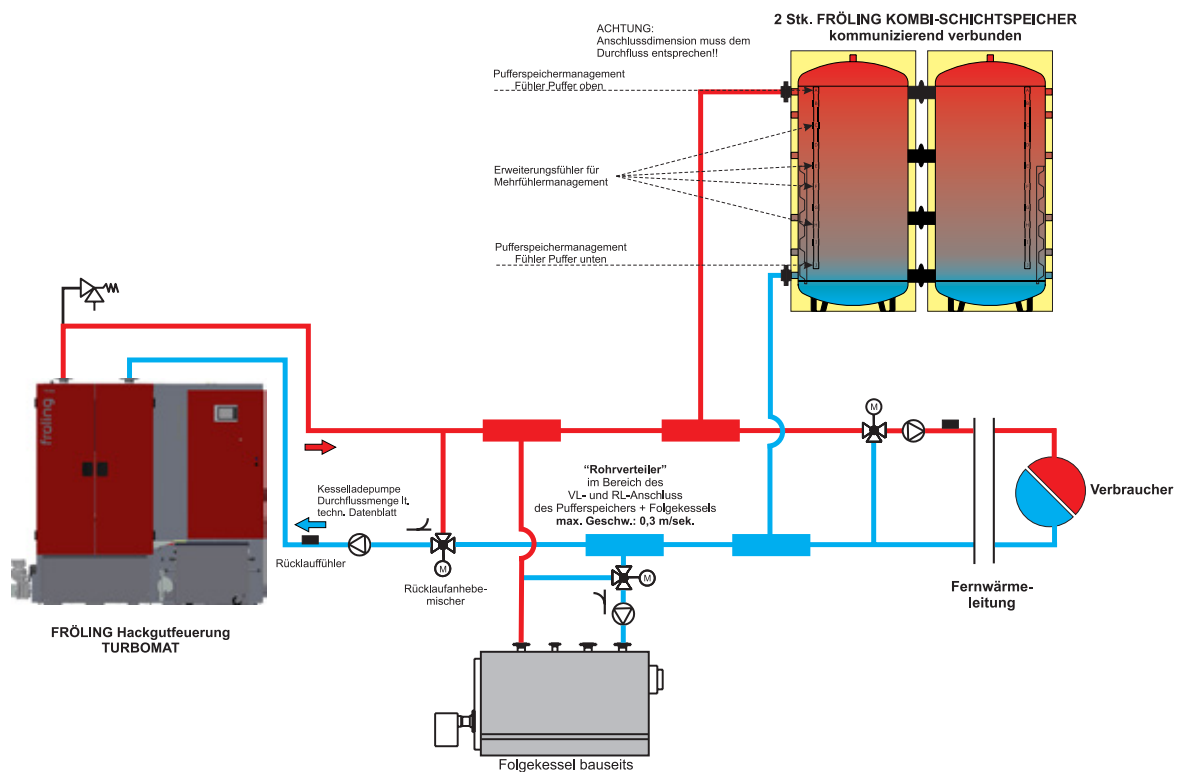 2 Stk. FRÖLING KOMBI-SCHICHTSPEICHER
kommunizierend verbunden
ACHTUNG:
Anschlussdimension muss dem
Durchfluss entsprechen!!
Pufferspeichermanagement
Fühler Puffer oben
Erweiterungsfühler für
Mehrfühlermanagement
Pufferspeichermanagement
Fühler Puffer unten
fröling
M
"Rohrverteiler"
im Bereich des
VL- und RL-Anschluss
des Pufferspeichers + Folgekessels
max. Geschw.: 0,3 m/sek.
Verbraucher
Kesselladepumpe
Durchflussmenge lt.
techn. Datenblatt
Rücklauffühler
M
Rücklaufanhebe-
mischer
M
Fernwärme-
leitung
FRÖLING Hackgutfeuerung
TURBOMAT
Folgekessel bauseits